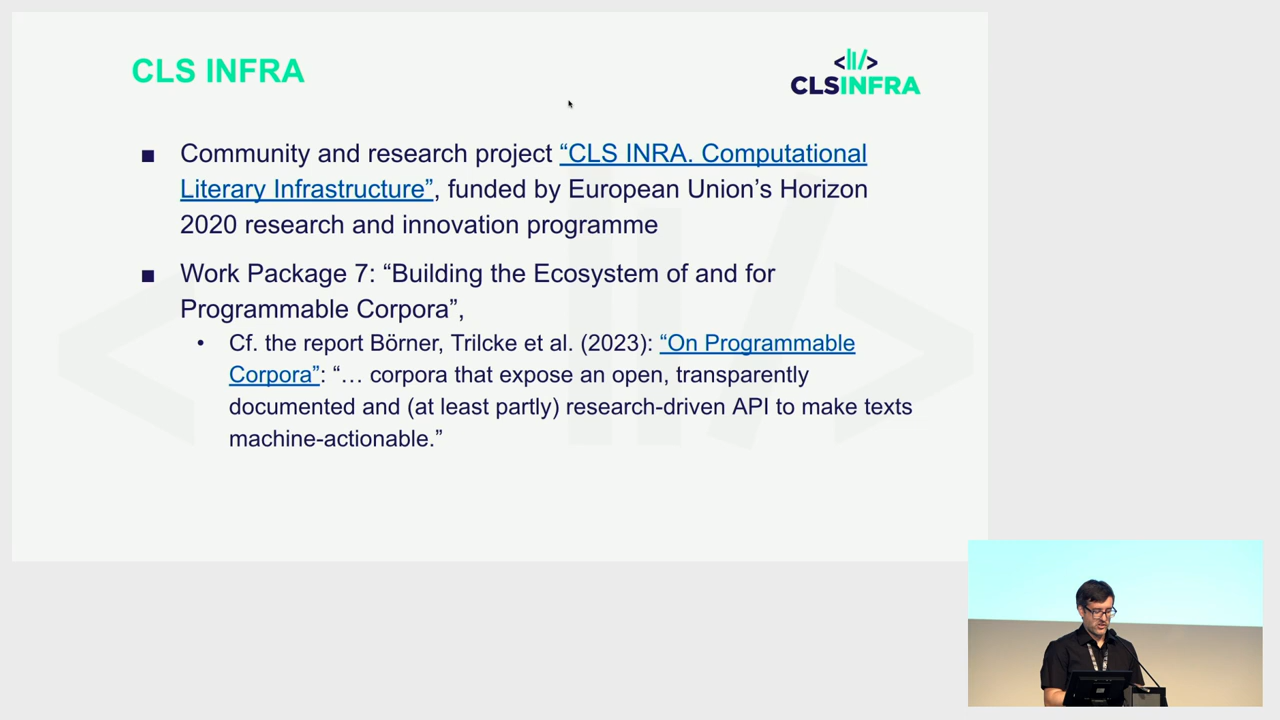 CLS INFRA
<||/>
CLSINFRA
■ Community and research project “CLS INRA. Computational
Literary Infrastructure”, funded by European Union’s Horizon
2020 research and innovation programme
■ Work Package 7: “Building the Ecosystem of and for
Programmable Corpora”,
• Cf. the report Börner, Trilcke et al. (2023): “On Programmable
Corpora”: “… corpora that expose an open, transparently
documented and (at least partly) research-driven API to make texts
machine-actionable.”